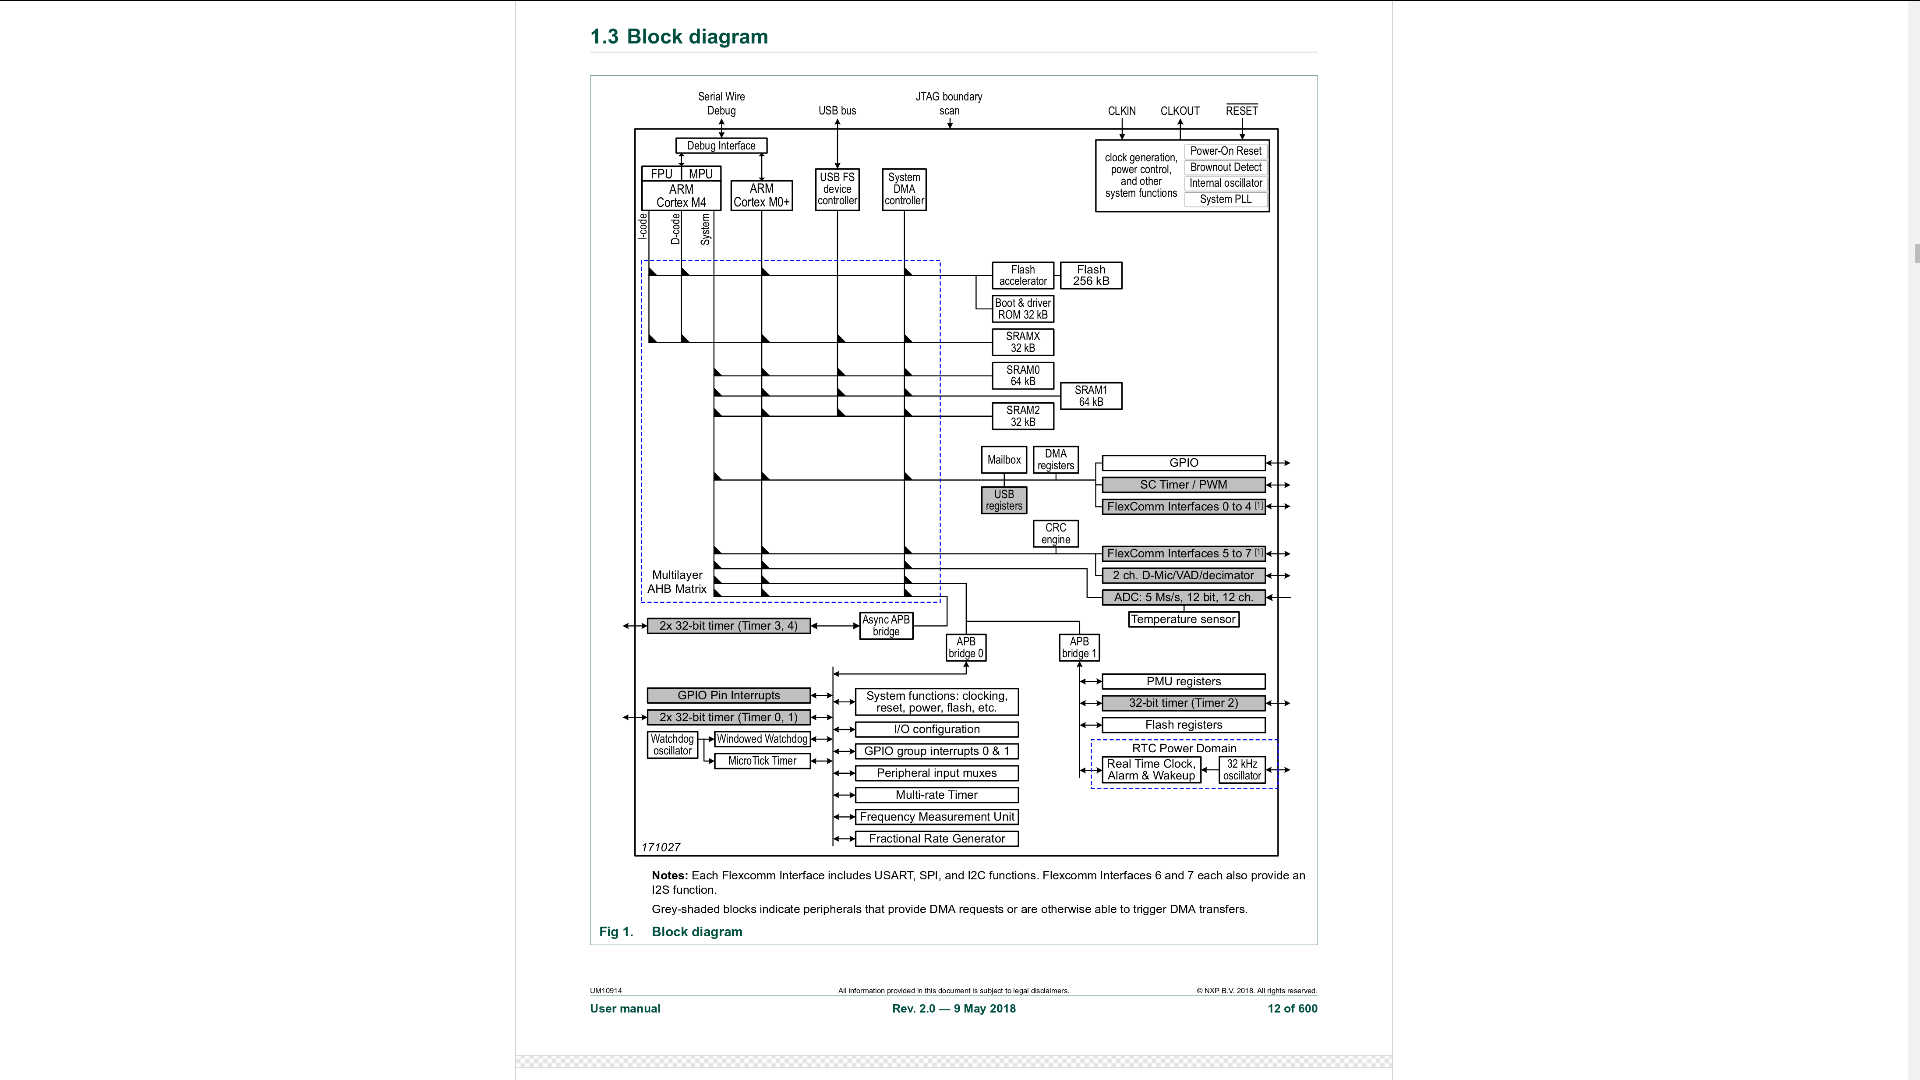 1.3 Block diagram
Serial Wire
Debug
USB bus
JTAG boundary
scan
CLKIN
CLKOUT
RESET
Debug Interface
FPU
MPU
ARM
Cortex M4
ARM
Cortex M0+
USB FS
device
controller
System
DMA
controller
clock generation,
power control,
and other
system functions
Power-On Reset
Brownout Detect
Internal oscillator
System PLL
I-code
D-code
System
Flash
accelerator
Flash
256 kB
Boot & driver
ROM 32 kB
SRAMX
32 kB
SRAM0
64 kB
SRAM1
64 kB
SRAM2
32 kB
Mailbox
DMA
registers
GPIO
SC Timer / PWM
USB
registers
FlexComm Interfaces 0 to 4 [1]
CRC
engine
FlexComm Interfaces 5 to 7 [1]
2 ch. D-Mic/VAD/decimator
ADC: 5 Ms/s, 12 bit, 12 ch.
Temperature sensor
Multilayer
AHB Matrix
2x 32-bit timer (Timer 3, 4)
Async APB
bridge
APB
bridge 0
APB
bridge 1
GPIO Pin Interrupts
2x 32-bit timer (Timer 0, 1)
Watchdog
oscillator
Windowed Watchdog
MicroTick Timer
System functions: clocking,
reset, power, flash, etc.
I/O configuration
GPIO group interrupts 0 & 1
Peripheral input muxes
Multi-rate Timer
Frequency Measurement Unit
Fractional Rate Generator
PMU registers
32-bit timer (Timer 2)
Flash registers
RTC Power Domain
Real Time Clock,
Alarm & Wakeup
32 kHz
oscillator
171027
Notes: Each Flexcomm Interface includes USART, SPI, and I2C functions. Flexcomm Interfaces 6 and 7 each also provide an
I2S function.
Grey-shaded blocks indicate peripherals that provide DMA requests or are otherwise able to trigger DMA transfers.
Fig 1. Block diagram
UM10914
All information provided in this document is subject to legal disclaimers.
© NXP B.V. 2018. All rights reserved.
User manual
Rev. 2.0 — 9 May 2018
12 of 600